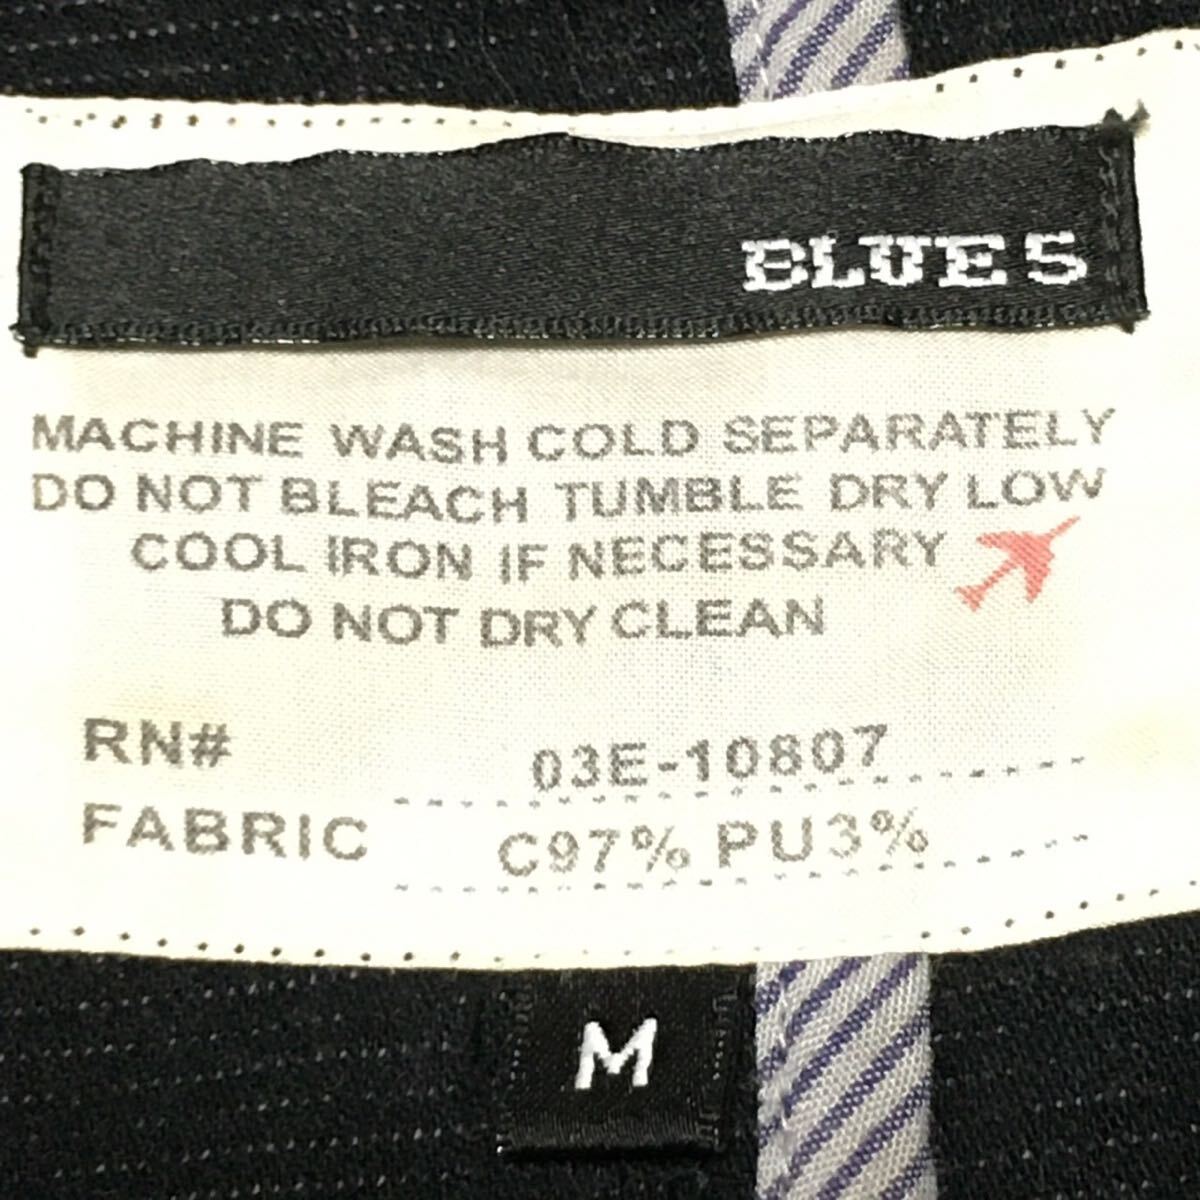 BLUE 5
MACHINE WASH COLD SEPARATELY
DO NOT BLEACH TUMBLE DRY LOW
COOL IRON IF NECESSARY
DO NOT DRY CLEAN
RN# 03E-10807
FABRIC C97% PU3%
M